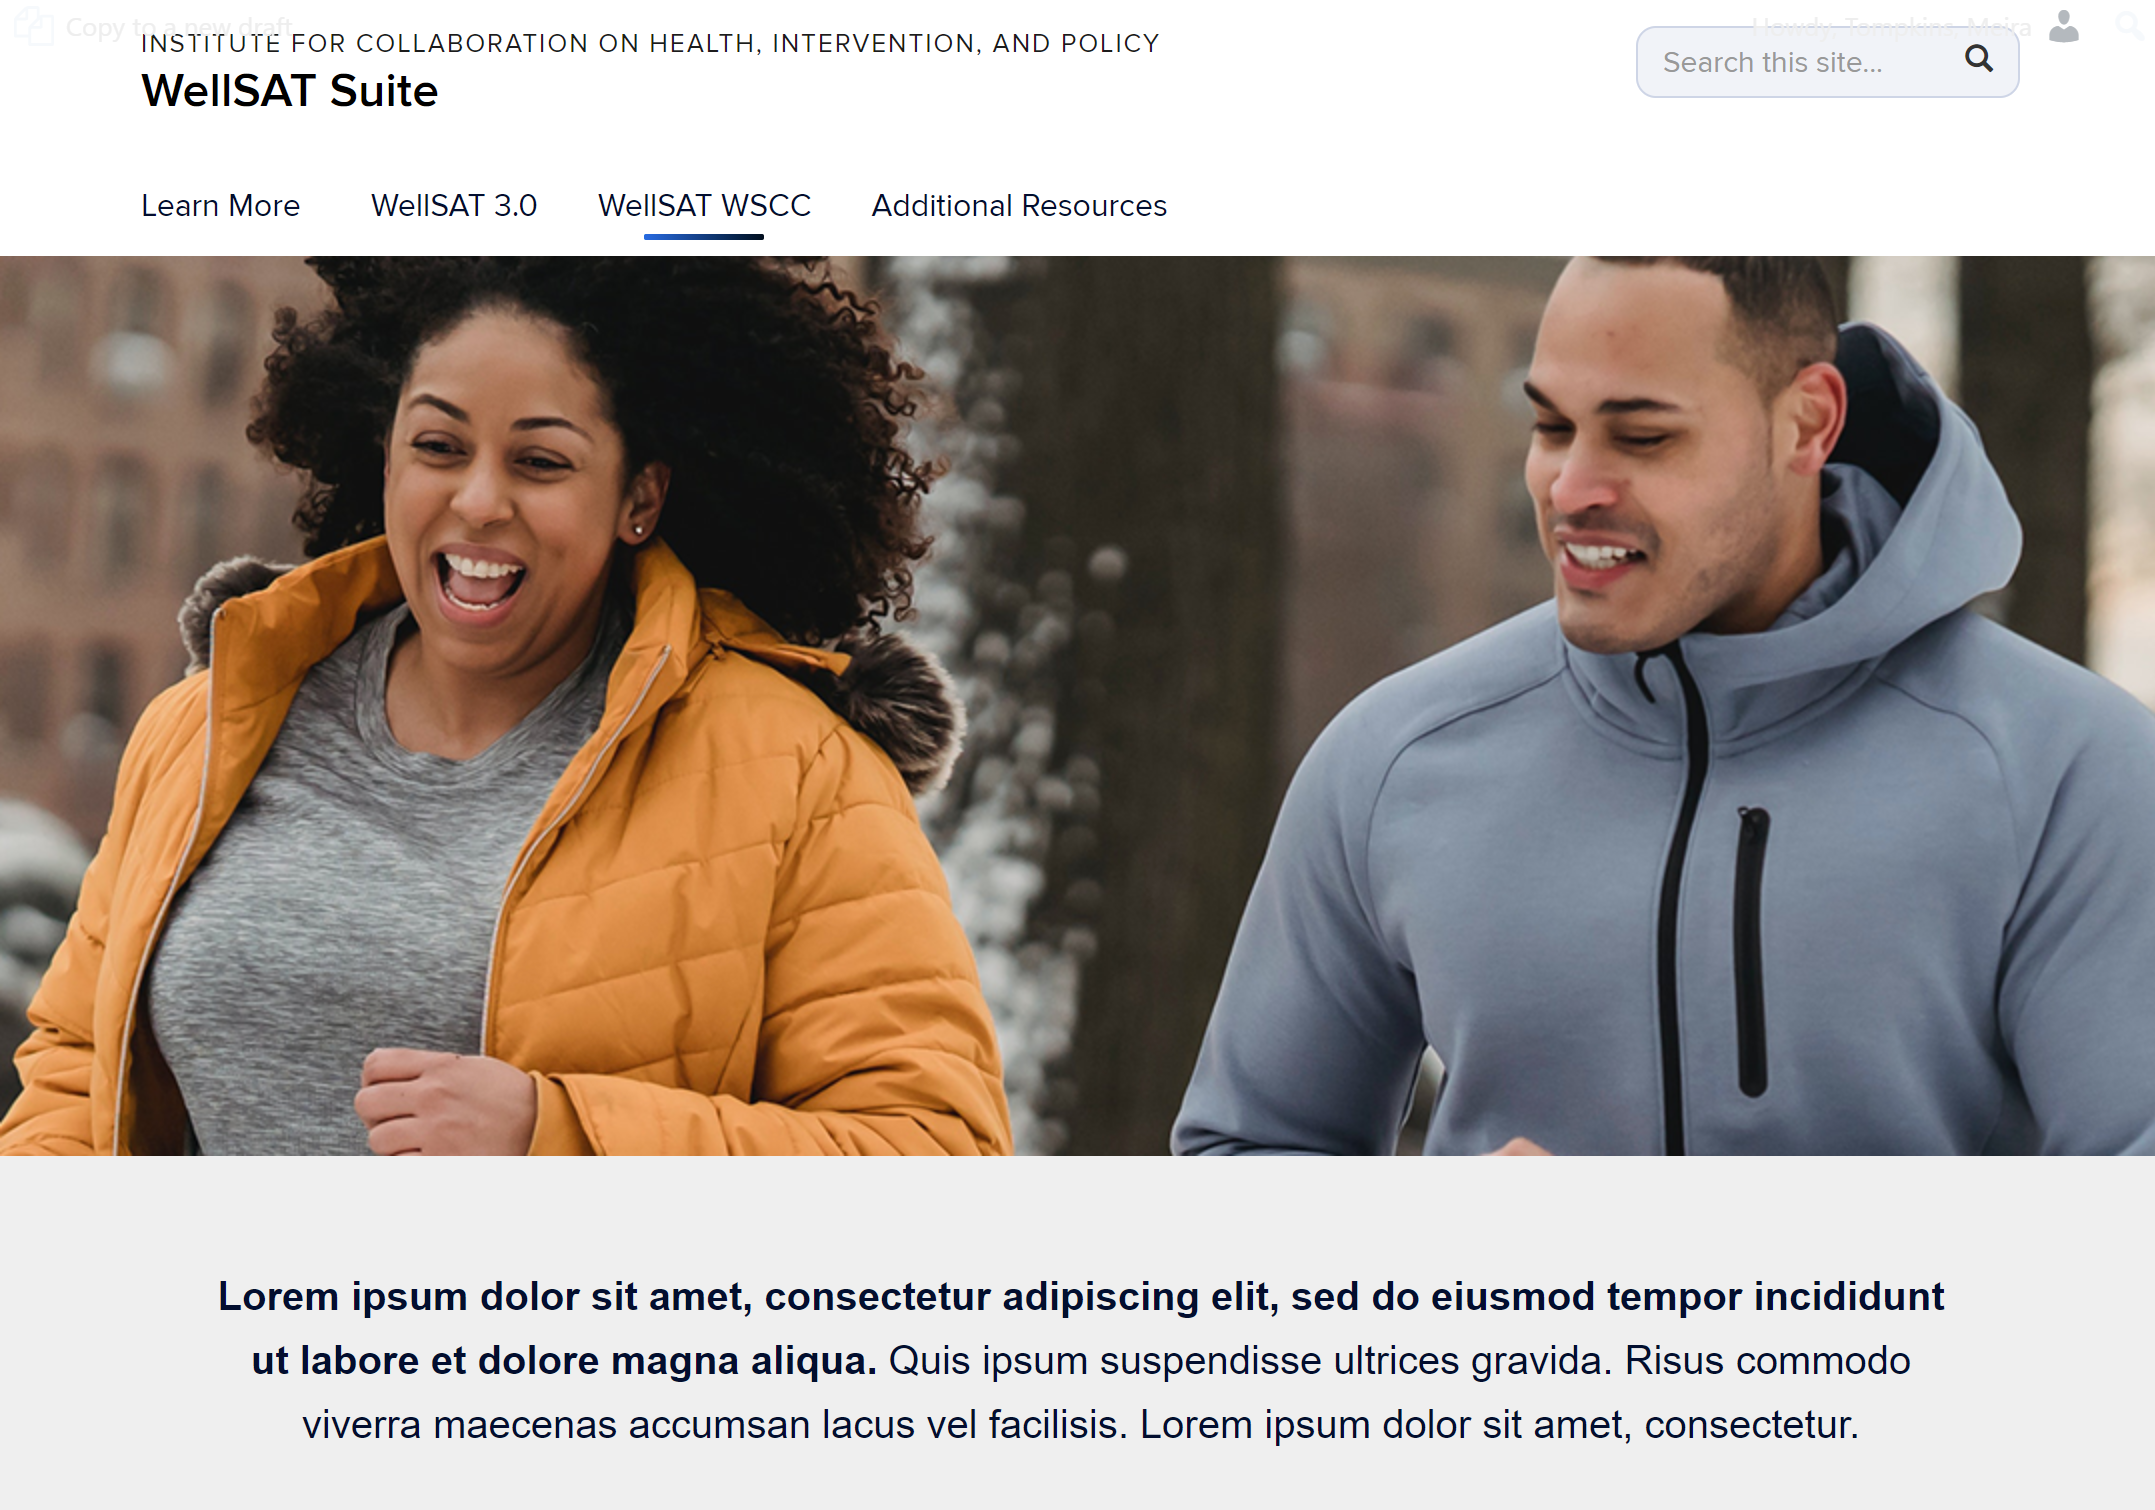 Copy to a new draft
Howdy, Tompkins, Meira
INSTITUTE FOR COLLABORATION ON HEALTH, INTERVENTION, AND POLICY
WellSAT Suite
Search this site...
Learn More
WellSAT 3.0
WellSAT WSCC
Additional Resources
Lorem ipsum dolor sit amet, consectetur adipiscing elit, sed do eiusmod tempor incididunt
ut labore et dolore magna aliqua. Quis ipsum suspendisse ultrices gravida. Risus commodo
viverra maecenas accumsan lacus vel facilisis. Lorem ipsum dolor sit amet, consectetur.